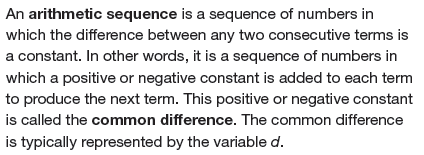 An arithmetic sequence is a sequence of numbers in
which the difference between any two consecutive terms is
a constant. In other words, it is a sequence of numbers in
which a positive or negative constant is added to each term
to produce the next term. This positive or negative constant
is called the common difference. The common difference
is typically represented by the variable d.